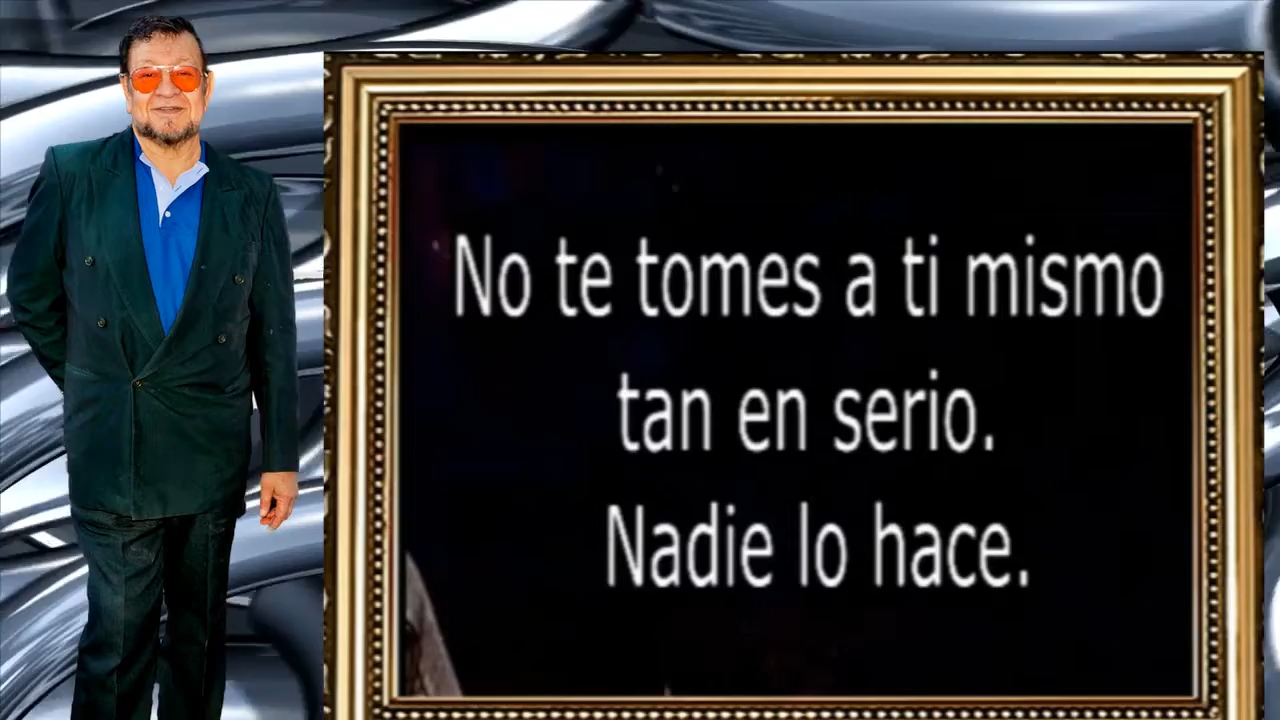 No te tomes a ti mismo
tan en serio.
Nadie lo hace.